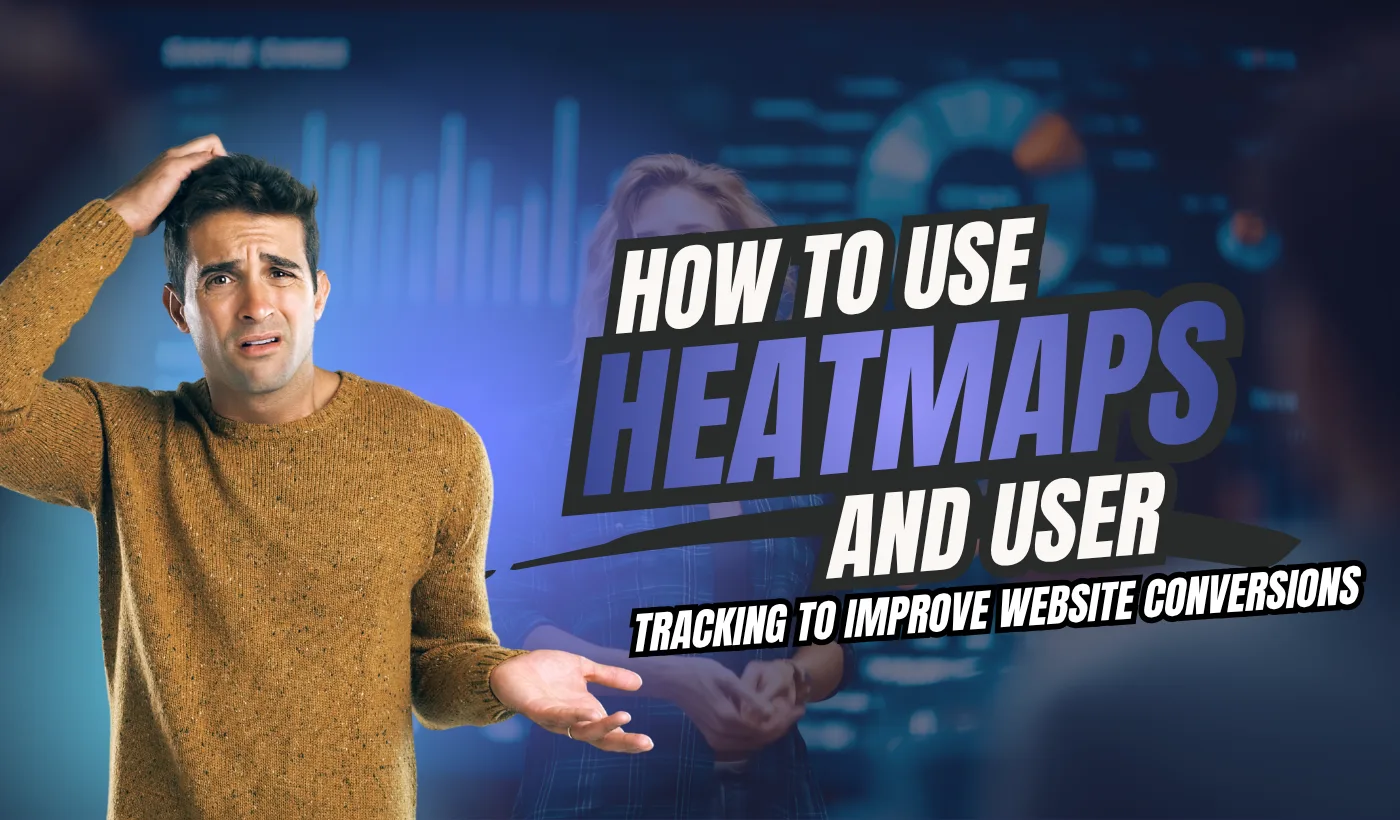 HOW TO USE
HEATMAPS
AND USER
TRACKING TO IMPROVE WEBSITE CONVERSIONS